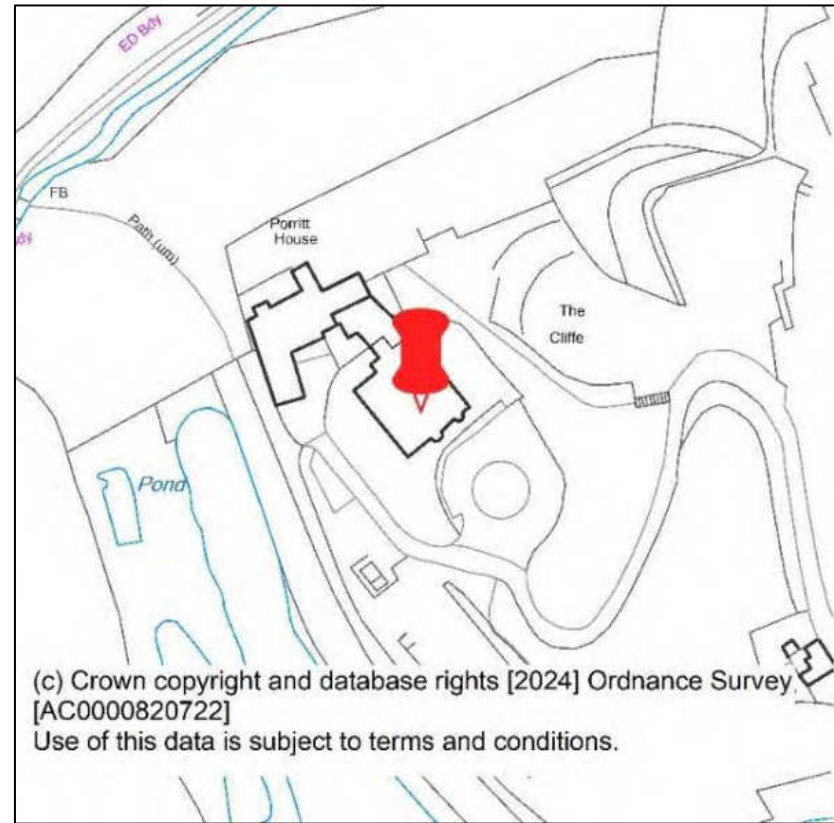 ED Bdy
FB
Path (um)
Porritt
House
The
Cliffe
Pond
(c) Crown copyright and database rights [2024] Ordnance Survey
[AC0000820722]
Use of this data is subject to terms and conditions.